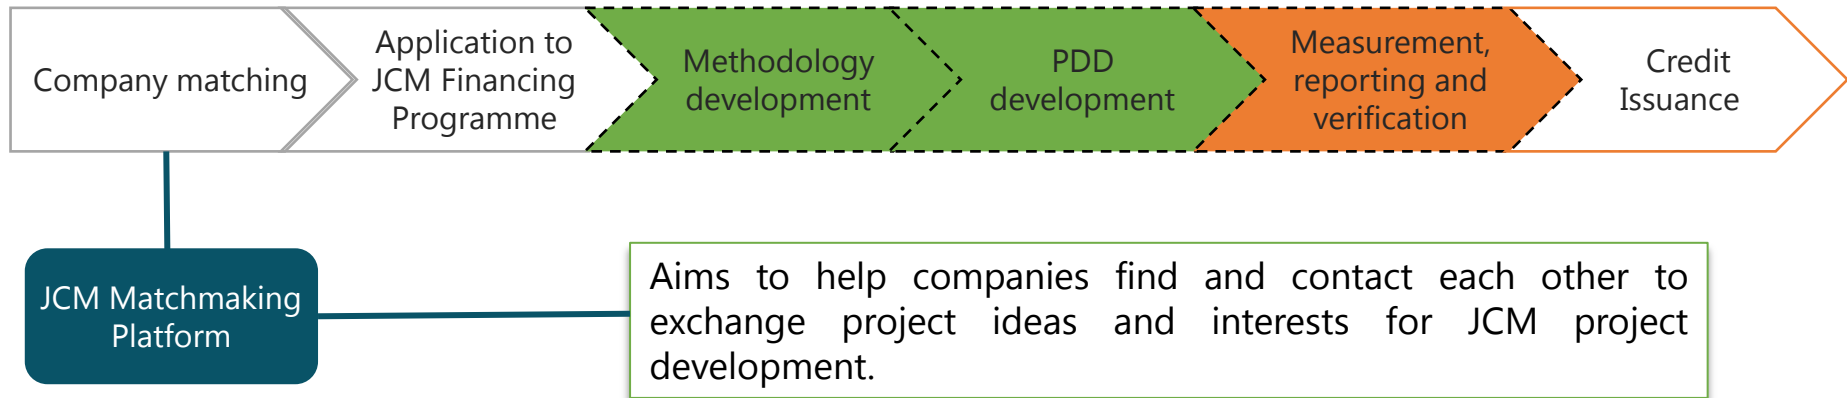 Company matching
Application to
JCM Financing
Programme
Methodology
development
PDD
development
Measurement,
reporting and
verification
Credit
Issuance
JCM Matchmaking
Platform
Aims to help companies find and contact each other to
exchange project ideas and interests for JCM project
development.